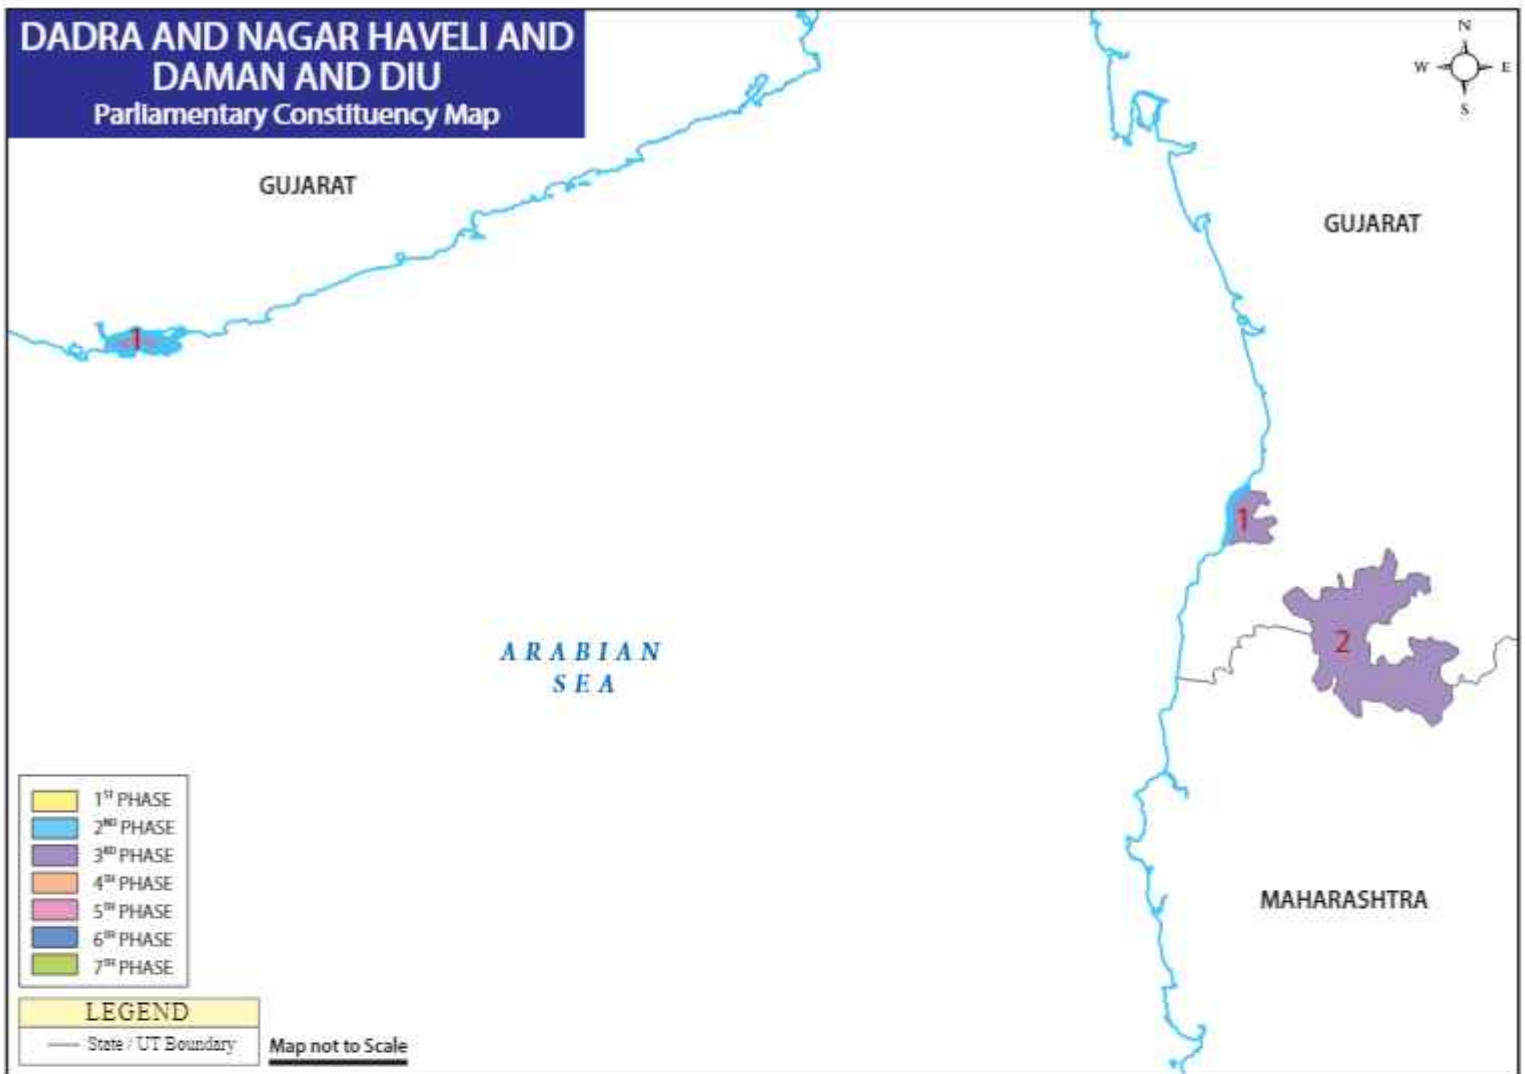 DADRA AND NAGAR HAVELI AND
DAMAN AND DIU
Parliamentary Constituency Map
N
W E
S
GUJARAT
GUJARAT
1
1
2
ARABIAN
SEA
MAHARASHTRA
1ST PHASE
2ND PHASE
3RD PHASE
4TH PHASE
5TH PHASE
6TH PHASE
7TH PHASE
LEGEND
State / UT Boundary
Map not to Scale